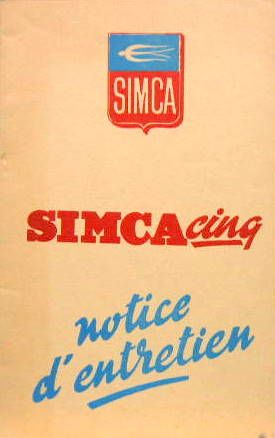 SIMCA
SIMCAcinq
notice
d'entretien